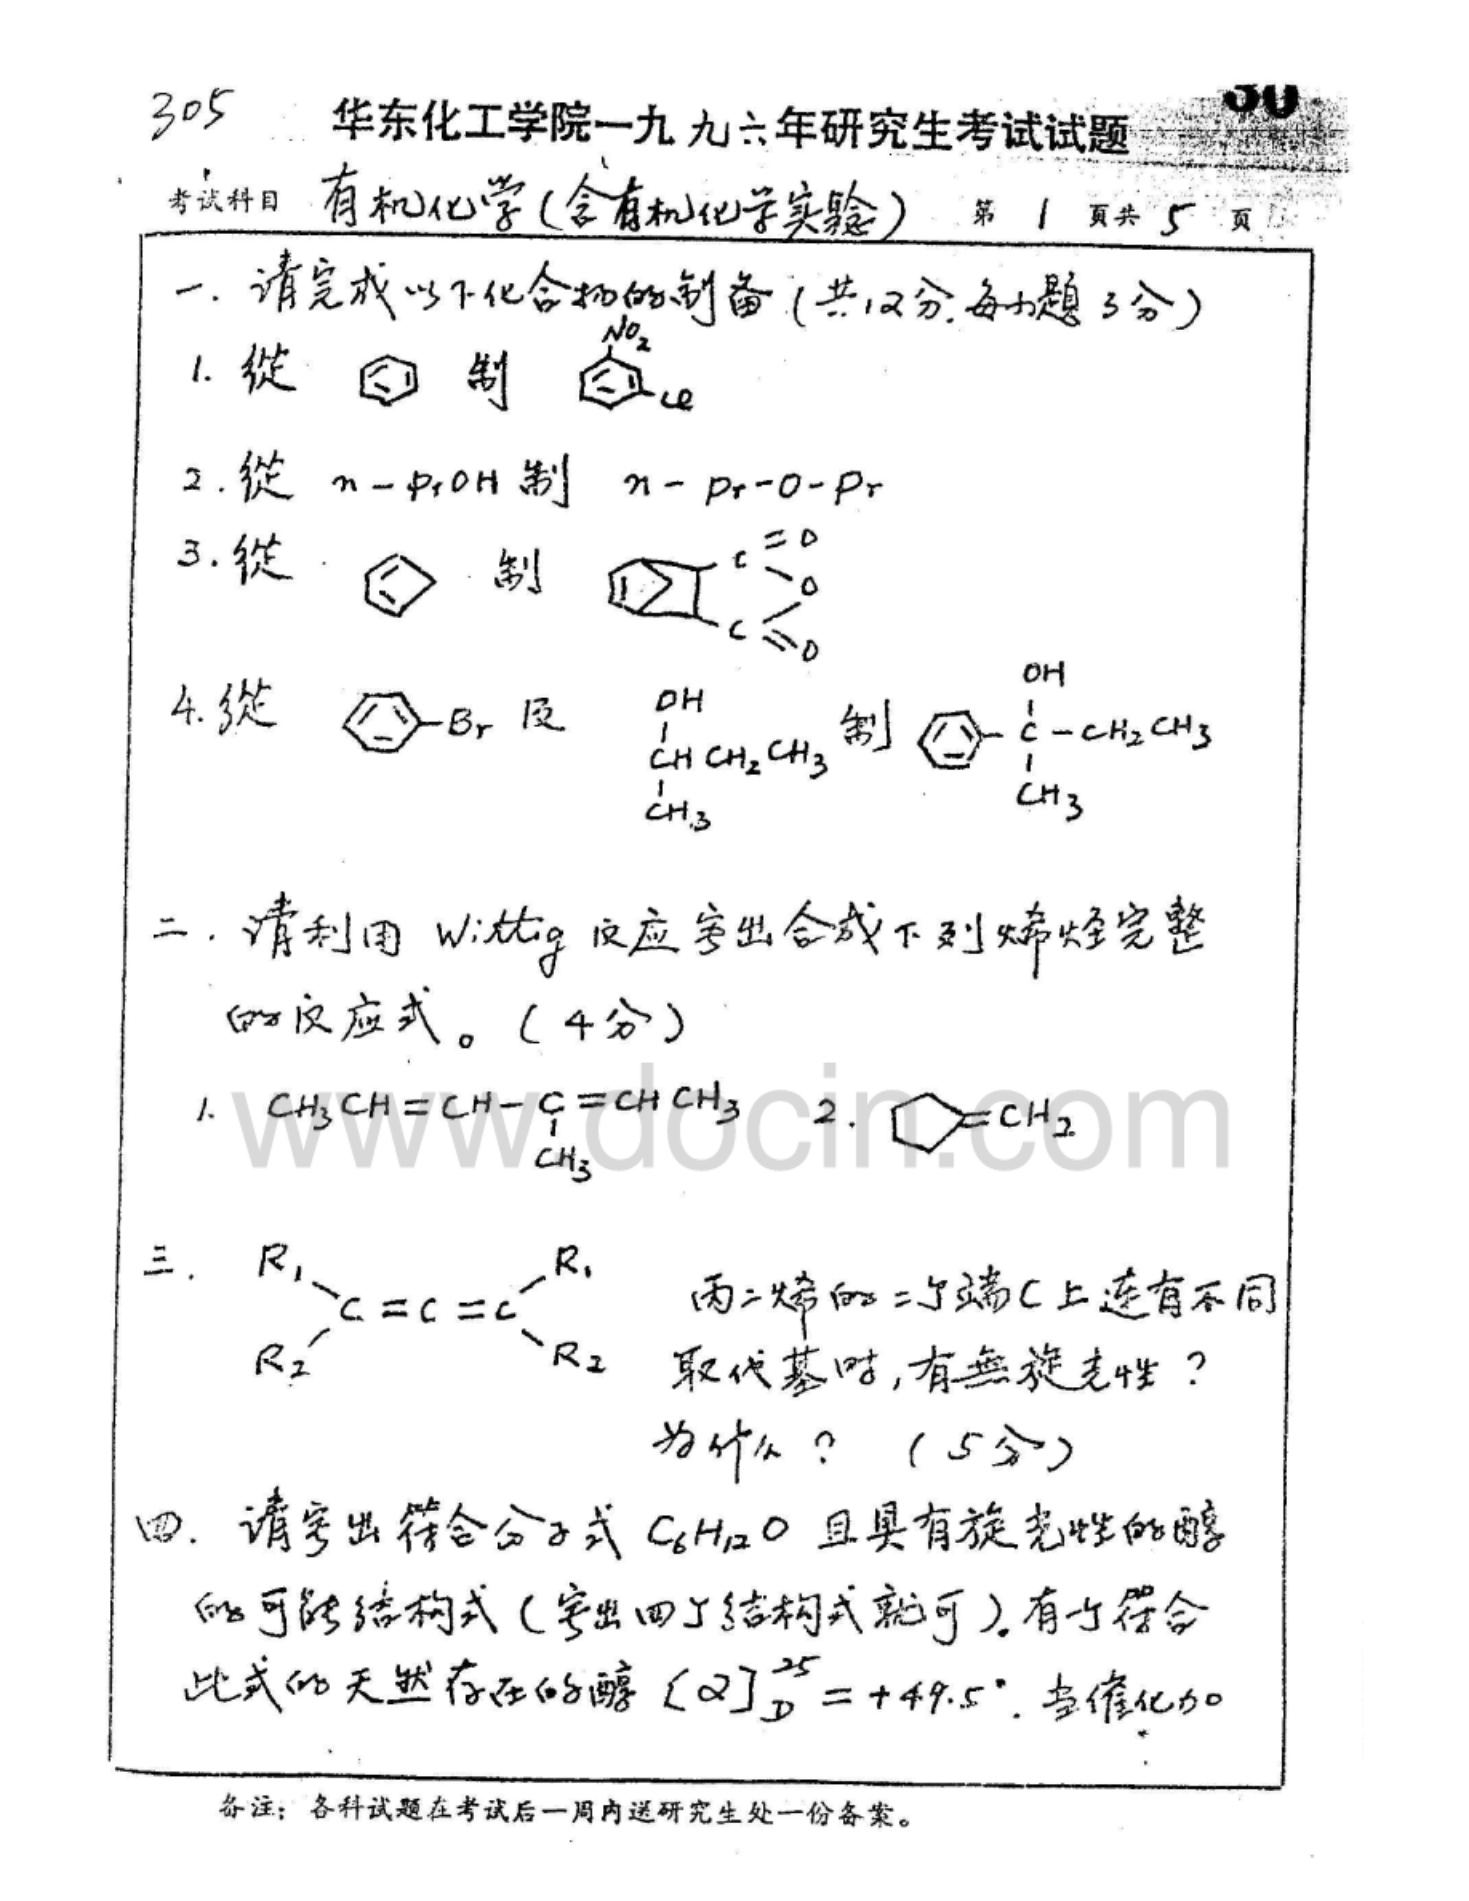 305
华东化工学院一九九六年研究生考试试题
30
考试科目 有机化学(含有机化学实验) 第 1 頁共 5 页
一. 请完成以下化合物的制备(共12分,每小题3分)
1. 從 制 NO2 Cl
2. 從 n-PrOH 制 n-Pr-O-Pr
3. 從 制 C=O O C=O
4. 從 Br 及 OH CHCH2CH3 CH3 制 OH C-CH2CH3 CH3
二. 请利用 Wittig 反应写出合成下列烯烃完整
的反应式。(4分)
1. CH3CH=CH-C=CHCH3 CH3 2. =CH2
三. R1 R2 C=C=C R1 R2 丙二烯的二个端C上连有不同
取代基时,有無旋光性?
为什么? (5分)
四. 请写出符合分子式 C6H12O 且具有旋光性的醇
的可能结构式(写出四个结构式就可)。有个符合
此式的天然存在的醇 [α]25D=+49.5°. 当催化加
备注: 各科试题在考试后一周内送研究生处一份备案。
www.docin.com